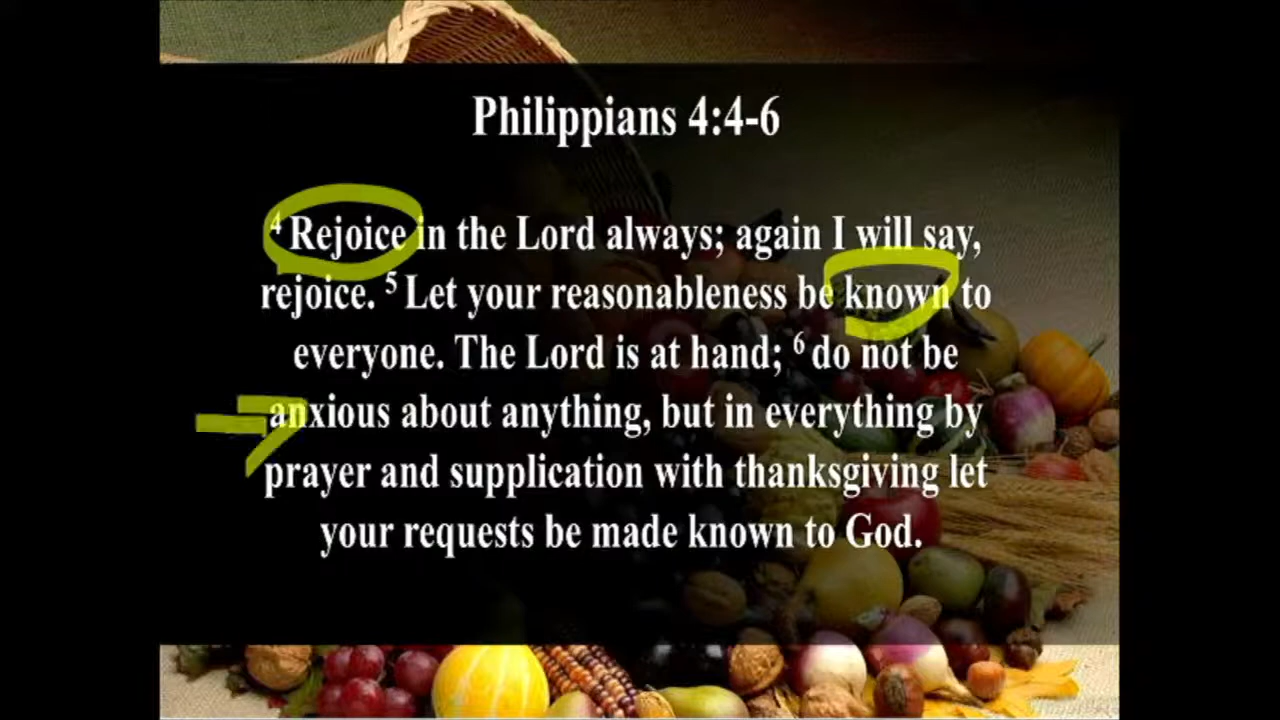 Philippians 4:4-6
4 Rejoice in the Lord always; again I will say,
rejoice. 5 Let your reasonableness be known to
everyone. The Lord is at hand; 6 do not be
anxious about anything, but in everything by
prayer and supplication with thanksgiving let
your requests be made known to God.